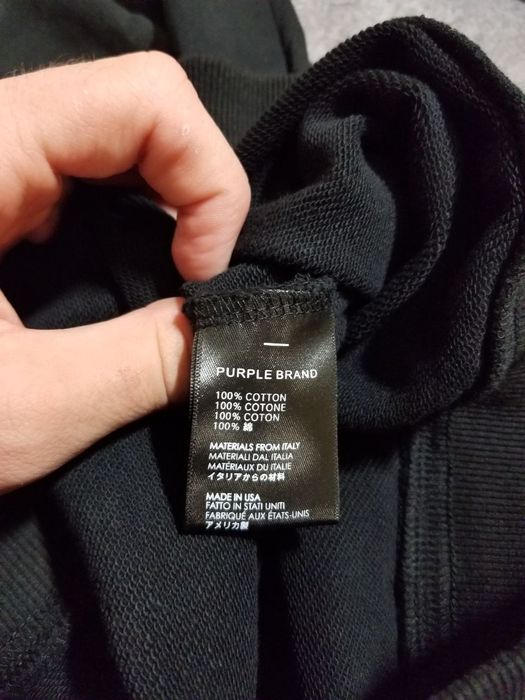 PURPLE BRAND
100% COTTON
100% COTONE
100% COTON
100% 綿
MATERIALS FROM ITALY
MATERIALI DAL ITALIA
MATÉRIAUX DU ITALIE
イタリアからの材料
MADE IN USA
FATTO IN STATI UNITI
FABRIQUÉ AUX ÉTATS-UNIS
アメリカ製